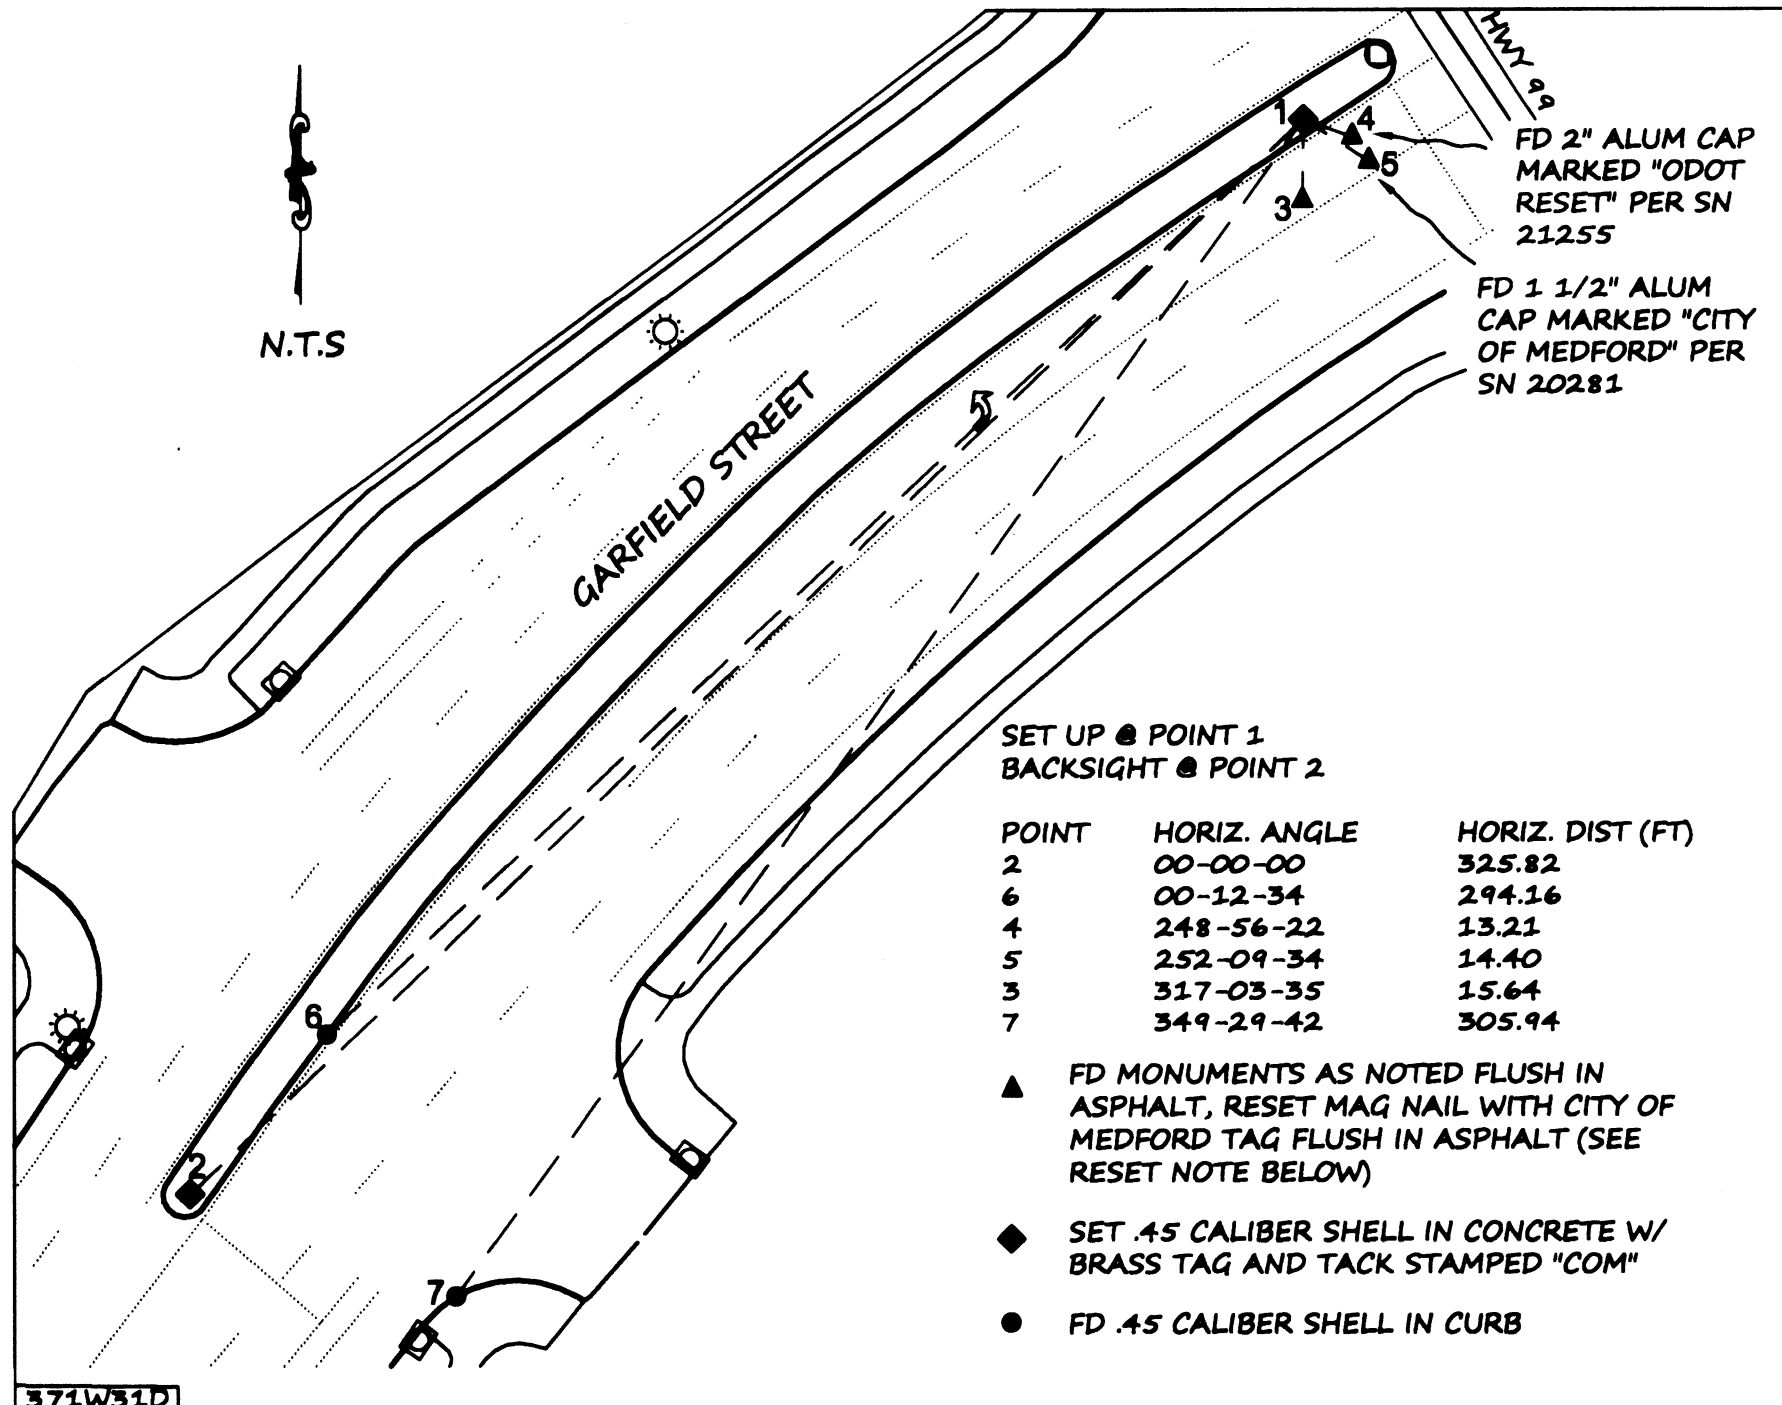 HWY 99
1
4
5
3
FD 2" ALUM CAP
MARKED "ODOT
RESET" PER SN
21255
FD 1 1/2" ALUM
CAP MARKED "CITY
OF MEDFORD" PER
SN 20281
N.T.S
GARFIELD STREET
6
2
7
SET UP @ POINT 1
BACKSIGHT @ POINT 2
POINT HORIZ. ANGLE HORIZ. DIST (FT)
2 00-00-00 325.82
6 00-12-34 294.16
4 248-56-22 13.21
5 252-09-34 14.40
3 317-03-35 15.64
7 349-29-42 305.94
FD MONUMENTS AS NOTED FLUSH IN
ASPHALT, RESET MAG NAIL WITH CITY OF
MEDFORD TAG FLUSH IN ASPHALT (SEE
RESET NOTE BELOW)
SET .45 CALIBER SHELL IN CONCRETE W/
BRASS TAG AND TACK STAMPED "COM"
FD .45 CALIBER SHELL IN CURB
371W31D